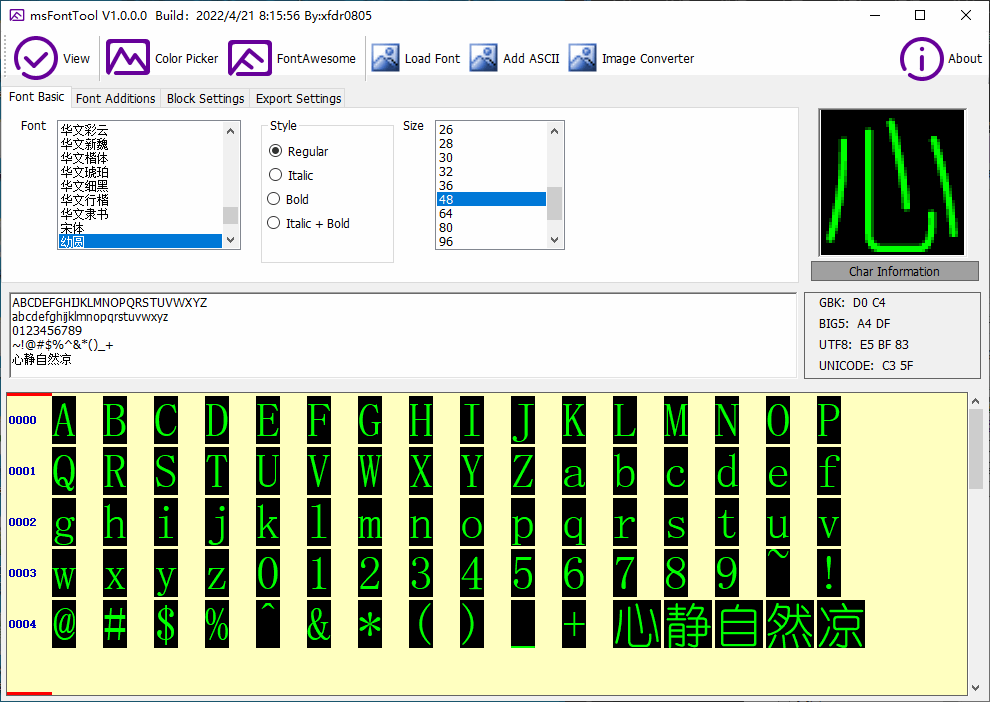 msFontTool V1.0.0.0  Build:  2022/4/21 8:15:56 By:xfdr0805
View Color Picker FontAwesome Load Font Add ASCII Image Converter About
Font Basic Font Additions Block Settings Export Settings
Font
华文彩云
华文新魏
华文楷体
华文琥珀
华文细黑
华文行楷
华文隶书
宋体
幼圆
Style
Regular
Italic
Bold
Italic + Bold
Size
26
28
30
32
36
48
64
80
96
心
Char Information
GBK:  D0 C4
BIG5:  A4 DF
UTF8:  E5 BF 83
UNICODE:  C3 5F
ABCDEFGHIJKLMNOPQRSTUVWXYZ
abcdefghijklmnopqrstuvwxyz
0123456789
~!@#$%^&*()_+
心静自然凉
0000 A B C D E F G H I J K L M N O P
0001 Q R S T U V W X Y Z a b c d e f
0002 g h i j k l m n o p q r s t u v
0003 w x y z 0 1 2 3 4 5 6 7 8 9 ~ !
0004 @ # $ % ^ & * ( ) _ + 心 静 自 然 凉